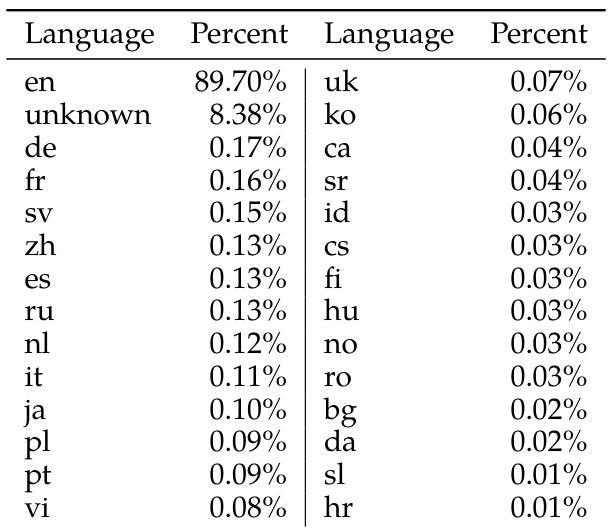 Language Percent Language Percent
en 89.70% uk 0.07%
unknown 8.38% ko 0.06%
de 0.17% ca 0.04%
fr 0.16% sr 0.04%
sv 0.15% id 0.03%
zh 0.13% cs 0.03%
es 0.13% fi 0.03%
ru 0.13% hu 0.03%
nl 0.12% no 0.03%
it 0.11% ro 0.03%
ja 0.10% bg 0.02%
pl 0.09% da 0.02%
pt 0.09% sl 0.01%
vi 0.08% hr 0.01%